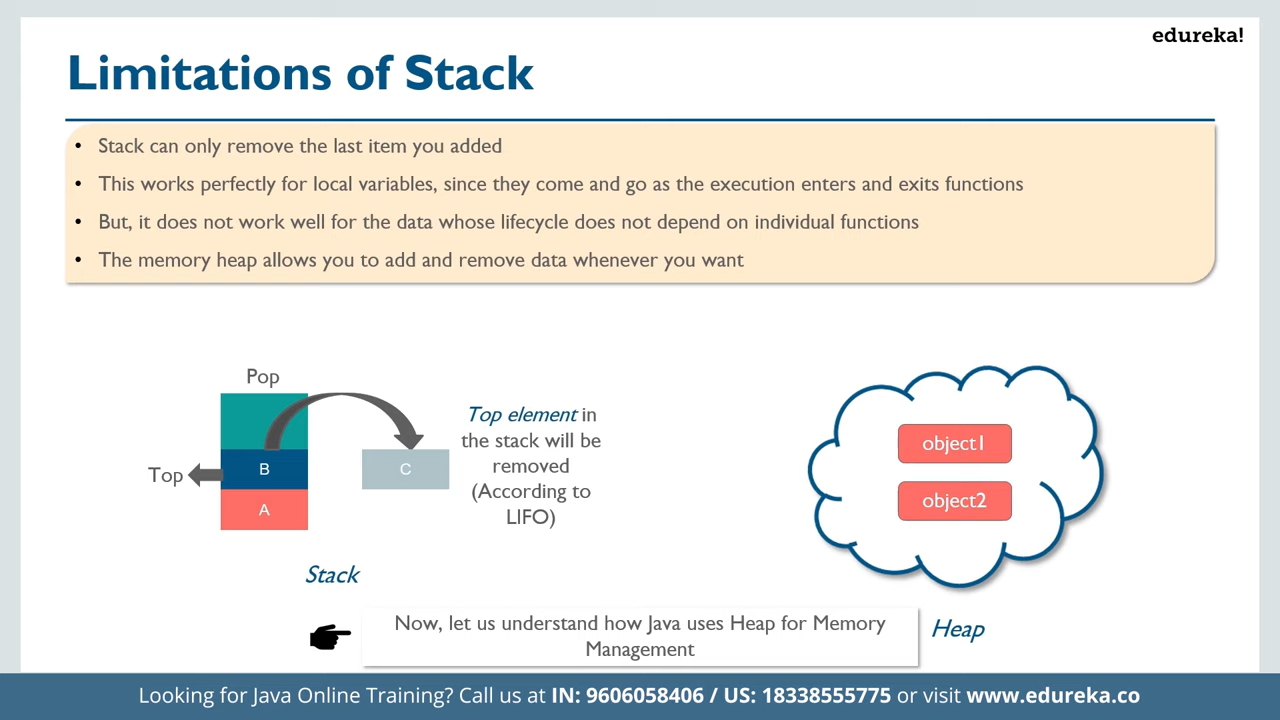 edureka!
Limitations of Stack
• Stack can only remove the last item you added
• This works perfectly for local variables, since they come and go as the execution enters and exits functions
• But, it does not work well for the data whose lifecycle does not depend on individual functions
• The memory heap allows you to add and remove data whenever you want
Pop
Top
B
A
C
Top element in
the stack will be
removed
(According to
LIFO)
Stack
object1
object2
Heap
Now, let us understand how Java uses Heap for Memory
Management
Looking for Java Online Training? Call us at IN: 9606058406 / US: 18338555775 or visit www.edureka.co